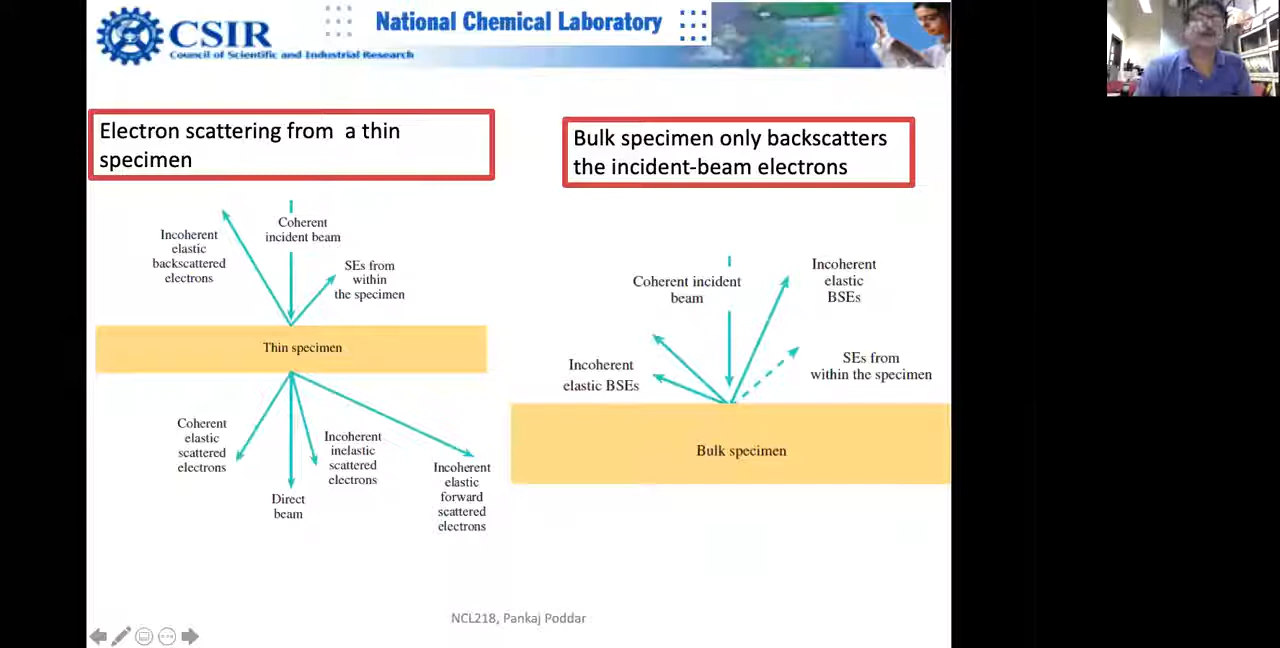 CSIR
Council of Scientific and Industrial Research
National Chemical Laboratory
Electron scattering from a thin
specimen
Incoherent
elastic
backscattered
electrons
Coherent
incident beam
SEs from
within
the specimen
Thin specimen
Coherent
elastic
scattered
electrons
Direct
beam
Incoherent
inelastic
scattered
electrons
Incoherent
elastic
forward
scattered
electrons
Bulk specimen only backscatters
the incident-beam electrons
Coherent incident
beam
Incoherent
elastic
BSEs
Incoherent
elastic BSEs
SEs from
within the specimen
Bulk specimen
NCL218, Pankaj Poddar